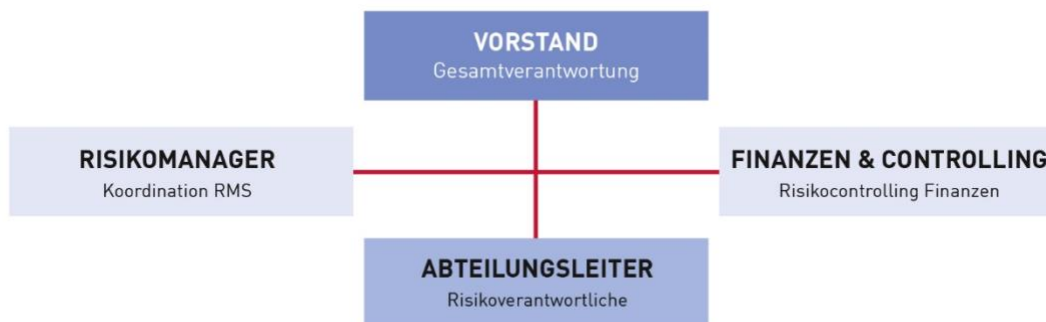 VORSTAND
Gesamtverantwortung
RISIKOMANAGER
Koordination RMS
FINANZEN & CONTROLLING
Risikocontrolling Finanzen
ABTEILUNGSLEITER
Risikoverantwortliche